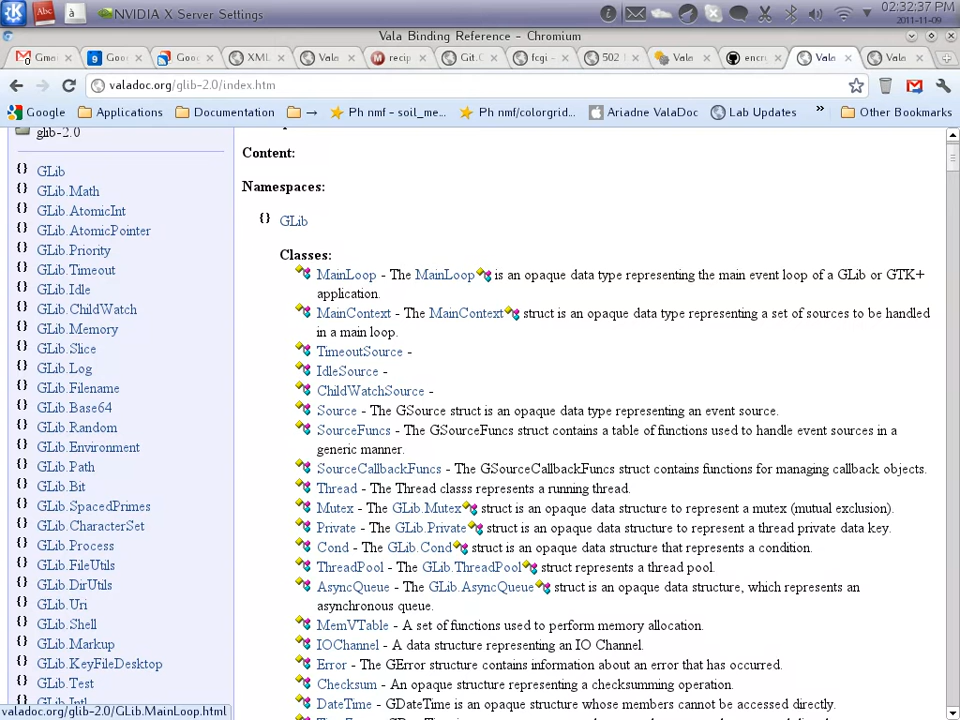 Abc
à
NVIDIA X Server Settings
02:32:37 PM
2011-11-09
Vala Binding Reference - Chromium
Gma
Goo
Goo
XML
Vala
recip
Git.C
fcgi -
502
Vala
encr
Vala
Vala
valadoc.org/glib-2.0/index.htm
Google
Applications
Documentation
→
Ph nmf - soil_me...
Ph nmf/colorgrid...
Ariadne ValaDoc
Lab Updates
»
Other Bookmarks
glib-2.0
{} GLib
{} GLib.Math
{} GLib.AtomicInt
{} GLib.AtomicPointer
{} GLib.Priority
{} GLib.Timeout
{} GLib.Idle
{} GLib.ChildWatch
{} GLib.Memory
{} GLib.Slice
{} GLib.Log
{} GLib.Filename
{} GLib.Base64
{} GLib.Random
{} GLib.Environment
{} GLib.Path
{} GLib.Bit
{} GLib.SpacedPrimes
{} GLib.CharacterSet
{} GLib.Process
{} GLib.FileUtils
{} GLib.DirUtils
{} GLib.Uri
{} GLib.Shell
{} GLib.Markup
{} GLib.KeyFileDesktop
{} GLib.Test
valadoc.org/glib-2.0/GLib.MainLoop.html
Content:
Namespaces:
{} GLib
Classes:
MainLoop - The MainLoop is an opaque data type representing the main event loop of a GLib or GTK+
application.
MainContext - The MainContext struct is an opaque data type representing a set of sources to be handled
in a main loop.
TimeoutSource -
IdleSource -
ChildWatchSource -
Source - The GSource struct is an opaque data type representing an event source.
SourceFuncs - The GSourceFuncs struct contains a table of functions used to handle event sources in a
generic manner.
SourceCallbackFuncs - The GSourceCallbackFuncs struct contains functions for managing callback objects.
Thread - The Thread classs represents a running thread.
Mutex - The GLib.Mutex struct is an opaque data structure to represent a mutex (mutual exclusion).
Private - The GLib.Private struct is an opaque data structure to represent a thread private data key.
Cond - The GLib.Cond struct is an opaque data structure that represents a condition.
ThreadPool - The GLib.ThreadPool struct represents a thread pool.
AsyncQueue - The GLib.AsyncQueue struct is an opaque data structure, which represents an
asynchronous queue.
MemVTable - A set of functions used to perform memory allocation.
IOChannel - A data structure representing an IO Channel.
Error - The GError structure contains information about an error that has occurred.
Checksum - An opaque structure representing a checksumming operation.
DateTime - GDateTime is an opaque structure whose members cannot be accessed directly.